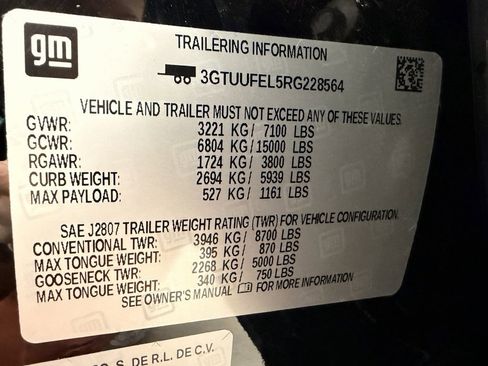 gm
TRAILERING INFORMATION
3GTUUFEL5RG228564
VEHICLE AND TRAILER MUST NOT EXCEED ANY OF THESE VALUES
GVWR: 3221 KG/ 7100 LBS
GCWR: 6804 KG/ 15000 LBS
RGAWR: 1724 KG/ 3800 LBS
CURB WEIGHT: 2694 KG/ 5939 LBS
MAX PAYLOAD: 527 KG/ 1161 LBS
SAE J2807 TRAILER WEIGHT RATING (TWR) FOR VEHICLE CONFIGURATION.
CONVENTIONAL TWR: 3946 KG/ 8700 LBS
MAX TONGUE WEIGHT: 395 KG/ 870 LBS
GOOSENECK TWR: 2268 KG/ 5000 LBS
MAX TONGUE WEIGHT: 340 KG/ 750 LBS
SEE OWNER'S MANUAL FOR MORE INFORMATION
S. DE R.L. DE C.V.